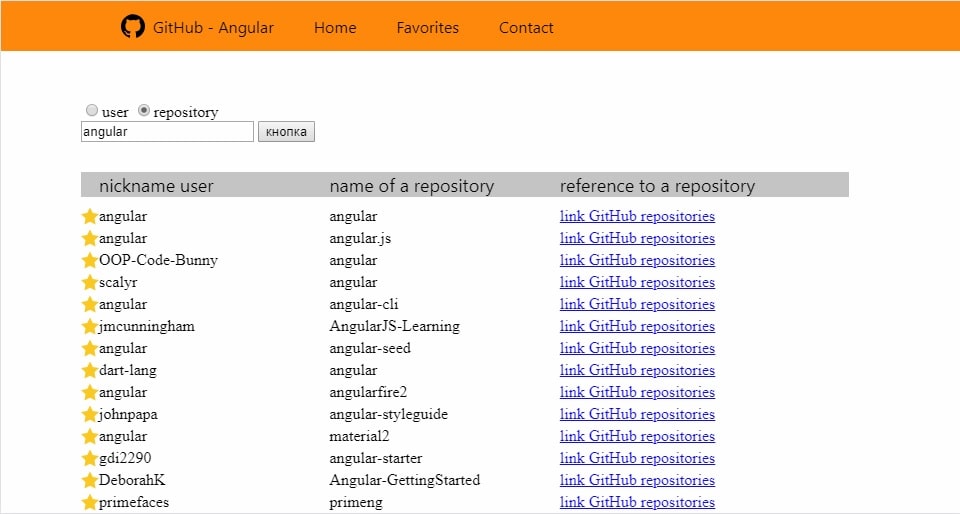 GitHub - Angular Home Favorites Contact
user repository
angular кнопка
nickname user name of a repository reference to a repository
angular angular link GitHub repositories
angular angular.js link GitHub repositories
OOP-Code-Bunny angular link GitHub repositories
scalyr angular link GitHub repositories
angular angular-cli link GitHub repositories
jmcunningham AngularJS-Learning link GitHub repositories
angular angular-seed link GitHub repositories
dart-lang angular link GitHub repositories
angular angularfire2 link GitHub repositories
johnpapa angular-styleguide link GitHub repositories
angular material2 link GitHub repositories
gdi2290 angular-starter link GitHub repositories
DeborahK Angular-GettingStarted link GitHub repositories
primefaces primeng link GitHub repositories